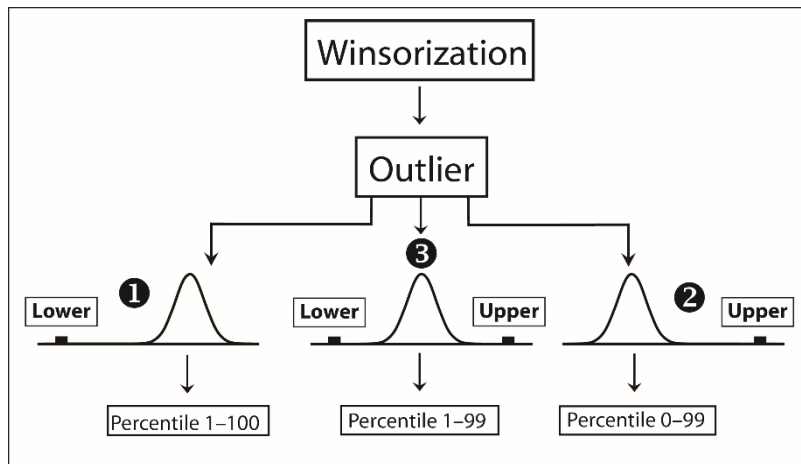 Winsorization
Outlier
❸
❶
❷
Lower
Lower
Upper
Upper
Percentile 1–100
Percentile 1–99
Percentile 0–99